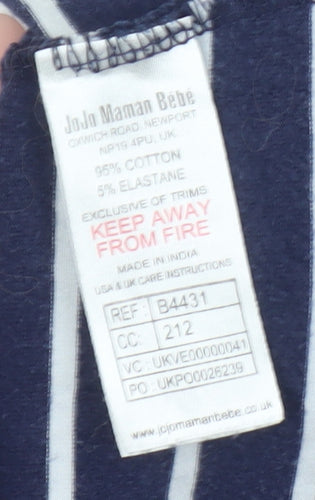 JoJo Maman Bébe
OXWICH ROAD, NEWPORT
NP19 4PU, UK.
95% COTTON
5% ELASTANE
EXCLUSIVE OF TRIMS
KEEP AWAY
FROM FIRE
MADE IN INDIA
USA & UK CARE INSTRUCTIONS
REF : B4431
CC: 212
VC : UKVE00000041
PO : UKPO0026239
www.jojomamanbebe.co.uk